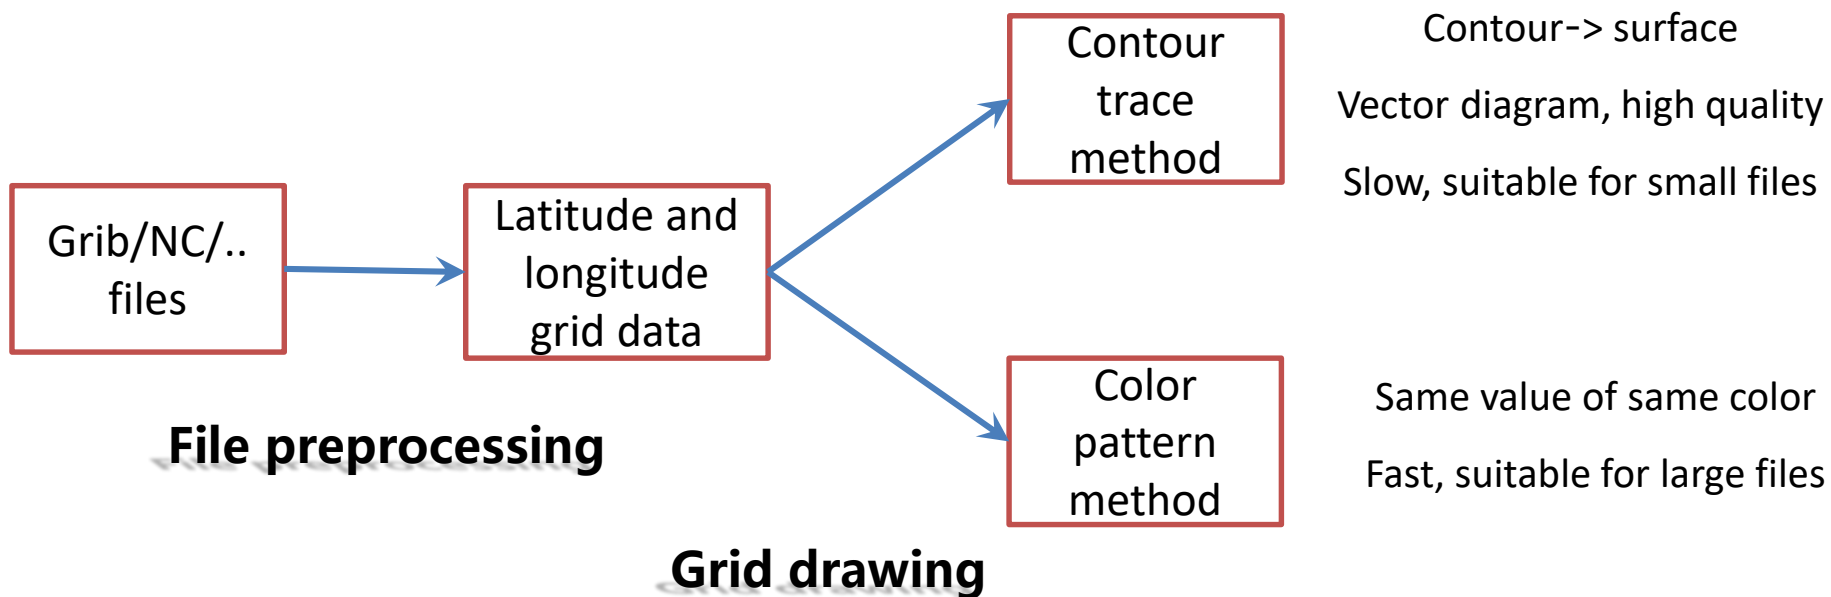 Grib/NC/..
files
Latitude and
longitude
grid data
Contour
trace
method
Contour-> surface
Vector diagram, high quality
Slow, suitable for small files
Color
pattern
method
Same value of same color
Fast, suitable for large files
File preprocessing
Grid drawing